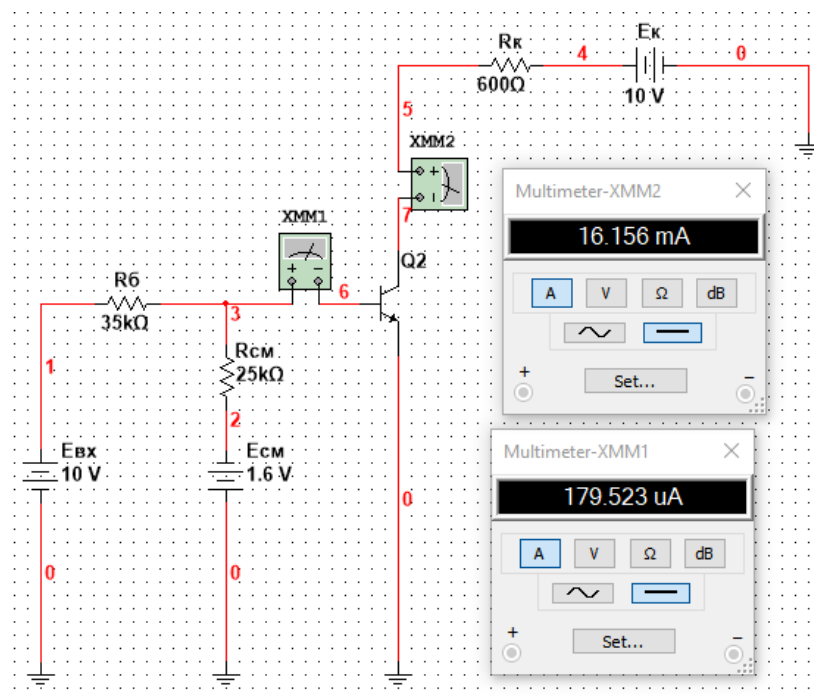 Eк
Rк
4
0
600Ω
10 V
5
XMM2
Multimeter-XMM2
16.156 mA
A V Ω dB
+ Set... −
7
XMM1
Q2
6
Rб
3
35kΩ
Rсм
25kΩ
1
2
Eвх
10 V
Eсм
1.6 V
0
0
0
Multimeter-XMM1
179.523 uA
A V Ω dB
+ Set... −